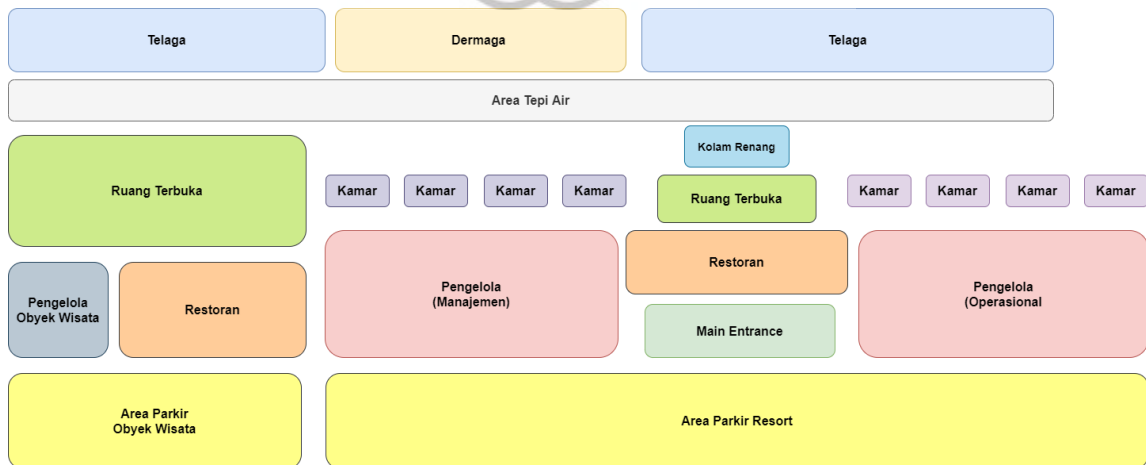 Telaga
Dermaga
Telaga
Area Tepi Air
Kolam Renang
Ruang Terbuka
Kamar
Kamar
Kamar
Kamar
Ruang Terbuka
Kamar
Kamar
Kamar
Kamar
Pengelola
Obyek Wisata
Restoran
Pengelola
(Manajemen)
Restoran
Main Entrance
Pengelola
(Operasional
Area Parkir
Obyek Wisata
Area Parkir Resort